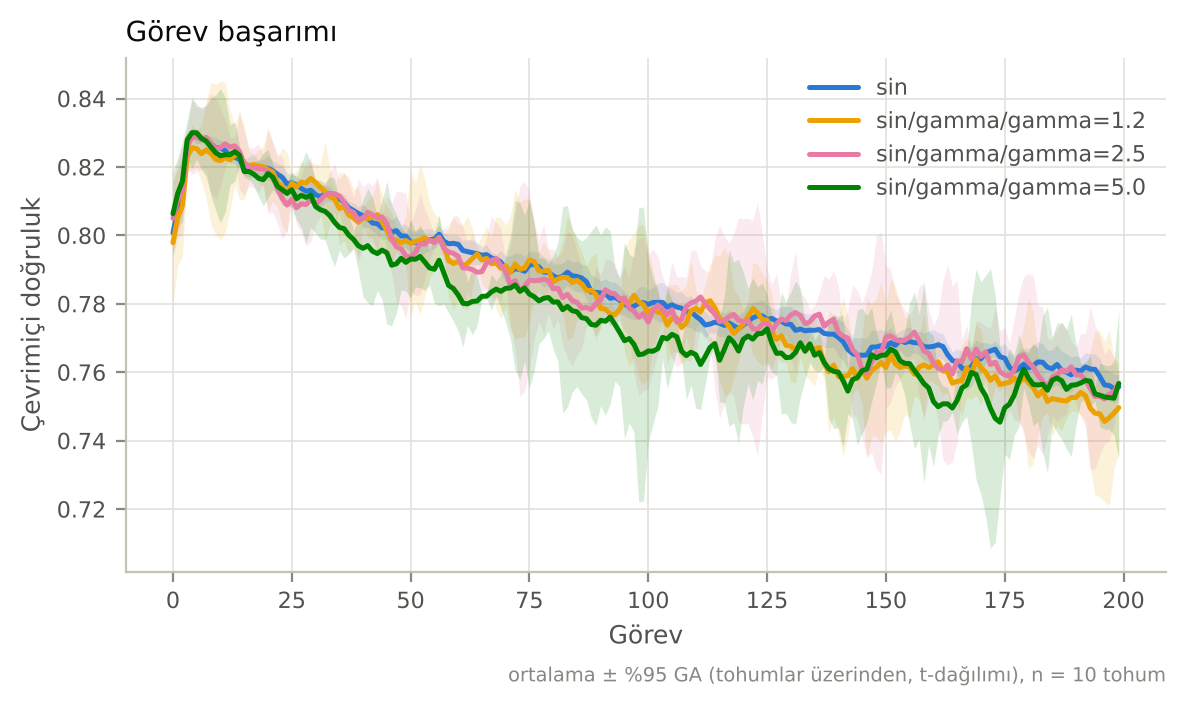 Görev başarımı
Çevrimiçi doğruluk
0.84
0.82
0.80
0.78
0.76
0.74
0.72
sin
sin/gamma/gamma=1.2
sin/gamma/gamma=2.5
sin/gamma/gamma=5.0
0 25 50 75 100 125 150 175 200
Görev
ortalama ± %95 GA (tohumlar üzerinden, t-dağılımı), n = 10 tohum